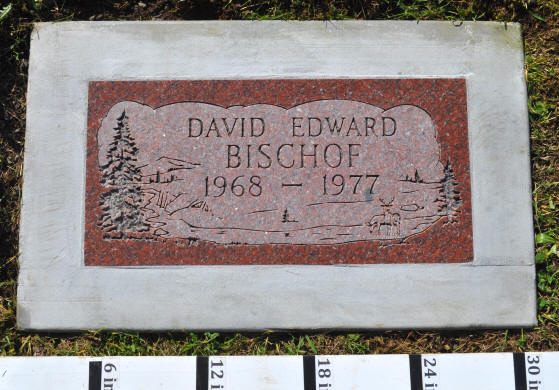 DAVID EDWARD
BISCHOF
1968 — 1977
6 in
12 in
18 in
24 in
30 in